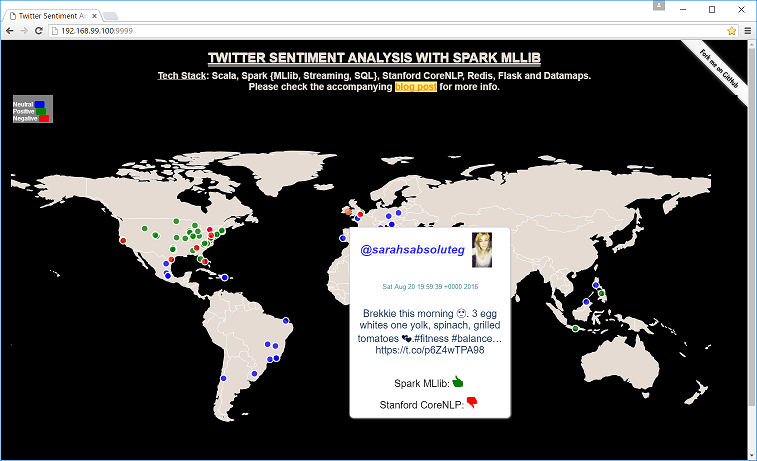 Twitter Sentiment An
192.168.99.100:9999
TWITTER SENTIMENT ANALYSIS WITH SPARK MLLIB
Tech Stack: Scala, Spark {MLlib, Streaming, SQL}, Stanford CoreNLP, Redis, Flask and Datamaps.
Please check the accompanying blog post for more info.
Fork me on GitHub
Neutral
Positive
Negative
@sarahsabsoluteg
Sat Aug 20 19:59:39 +0000 2016
Brekkie this morning 🙂. 3 egg
whites one yolk, spinach, grilled
tomatoes 💕.#fitness #balance…
https://t.co/p6Z4wTPA98
Spark MLlib:
Stanford CoreNLP: